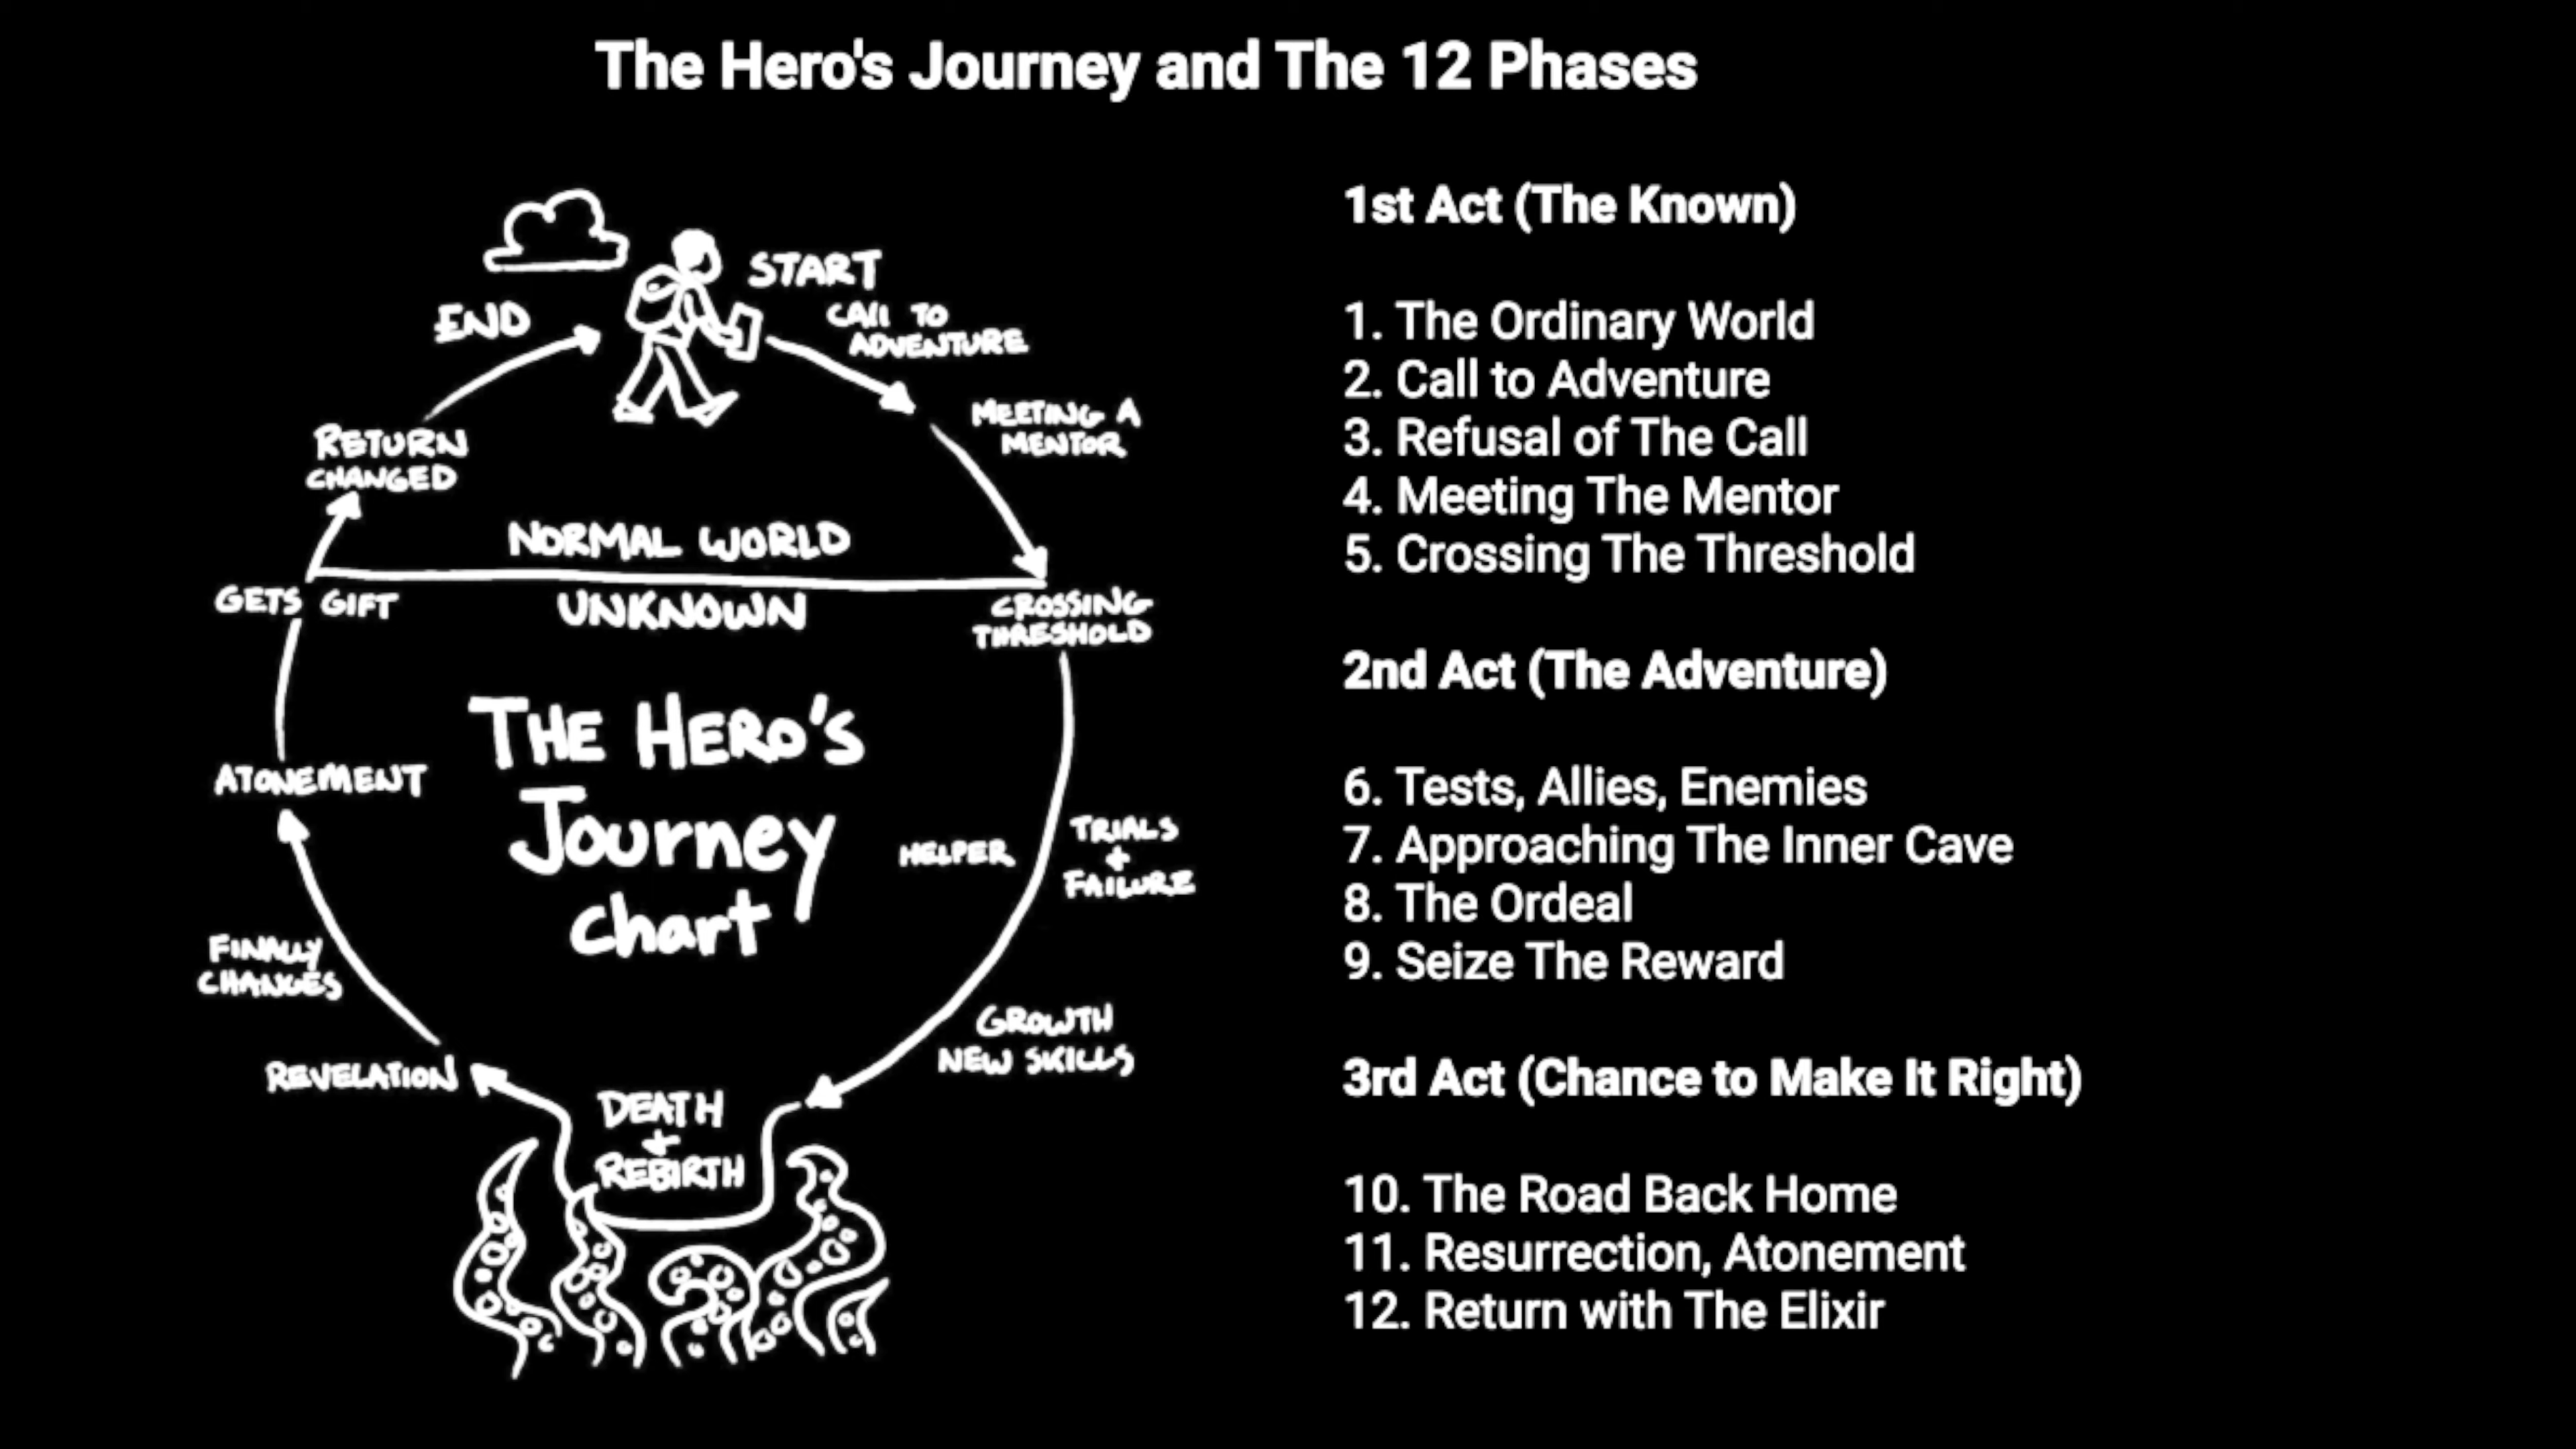 The Hero's Journey and The 12 Phases
START
CALL TO
ADVENTURE
MEETING A
MENTOR
CROSSING
THRESHOLD
HELPER
TRIALS
+
FAILURE
GROWTH
NEW SKILLS
DEATH
+
REBIRTH
REVELATION
FINALLY
CHANGES
ATONEMENT
GETS GIFT
RETURN
CHANGED
END
NORMAL WORLD
UNKNOWN
THE HERO'S
JOURNEY
chart
1st Act (The Known)
1. The Ordinary World
2. Call to Adventure
3. Refusal of The Call
4. Meeting The Mentor
5. Crossing The Threshold
2nd Act (The Adventure)
6. Tests, Allies, Enemies
7. Approaching The Inner Cave
8. The Ordeal
9. Seize The Reward
3rd Act (Chance to Make It Right)
10. The Road Back Home
11. Resurrection, Atonement
12. Return with The Elixir